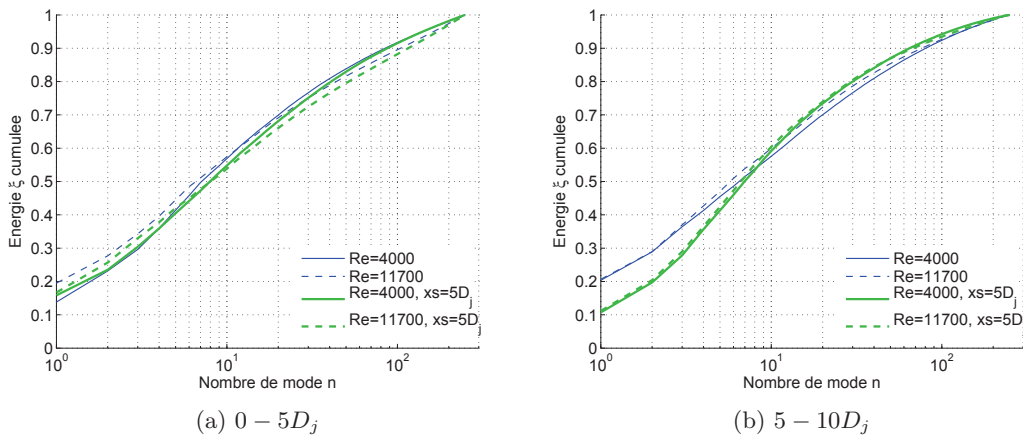 1
0.9
0.8
0.7
0.6
0.5
0.4
0.3
0.2
0.1
0
Energie ξ cumulee
10^0
10^1
10^2
Nombre de mode n
Re=4000
Re=11700
Re=4000, xs=5D_j
Re=11700, xs=5D_j
(a) 0 − 5D_j
1
0.9
0.8
0.7
0.6
0.5
0.4
0.3
0.2
0.1
0
Energie ξ cumulee
10^0
10^1
10^2
Nombre de mode n
Re=4000
Re=11700
Re=4000, xs=5D_j
Re=11700, xs=5D
(b) 5 − 10D_j